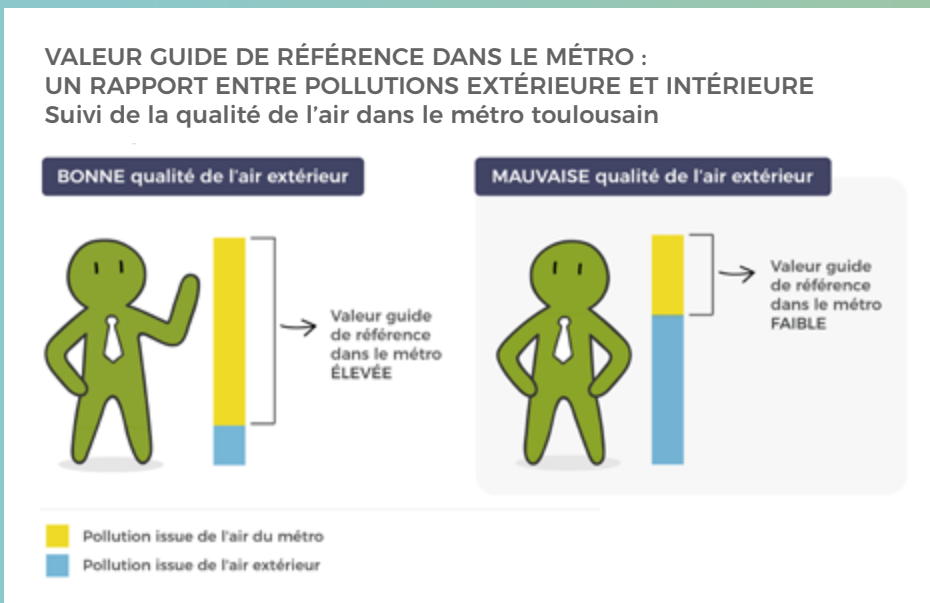 VALEUR GUIDE DE RÉFÉRENCE DANS LE MÉTRO :
UN RAPPORT ENTRE POLLUTIONS EXTÉRIEURE ET INTÉRIEURE
Suivi de la qualité de l'air dans le métro toulousain
BONNE qualité de l'air extérieur
Valeur guide
de référence
dans le métro
ÉLEVÉE
MAUVAISE qualité de l'air extérieur
Valeur guide
de référence
dans le métro
FAIBLE
Pollution issue de l'air du métro
Pollution issue de l'air extérieur